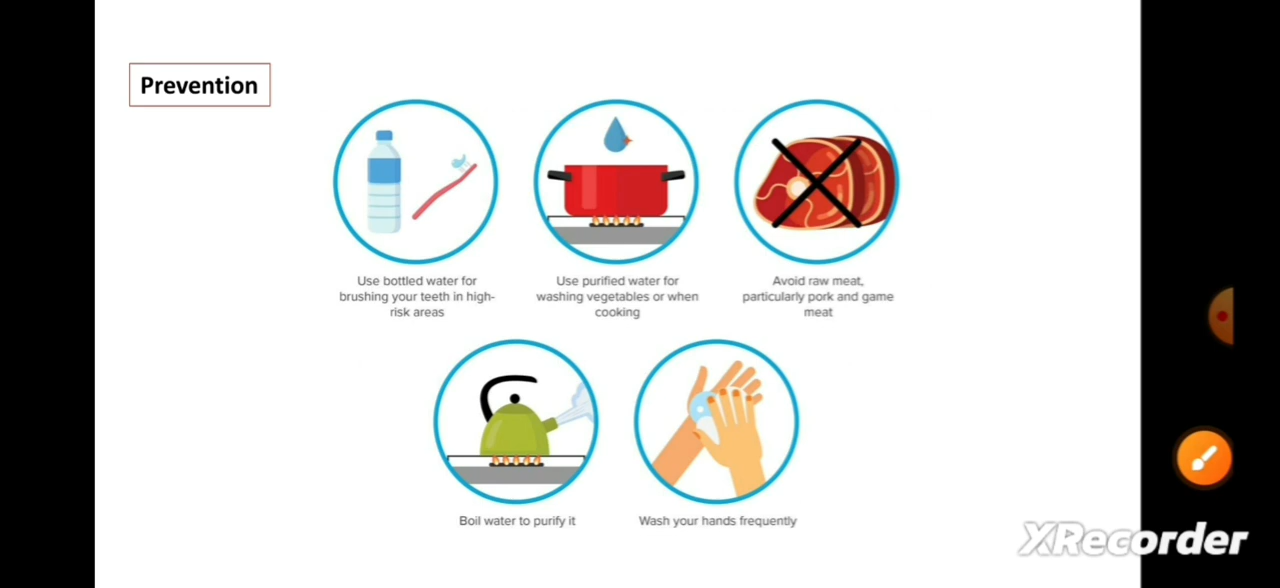 Prevention
Use bottled water for
brushing your teeth in high-
risk areas
Use purified water for
washing vegetables or when
cooking
Avoid raw meat,
particularly pork and game
meat
Boil water to purify it
Wash your hands frequently
XRecorder